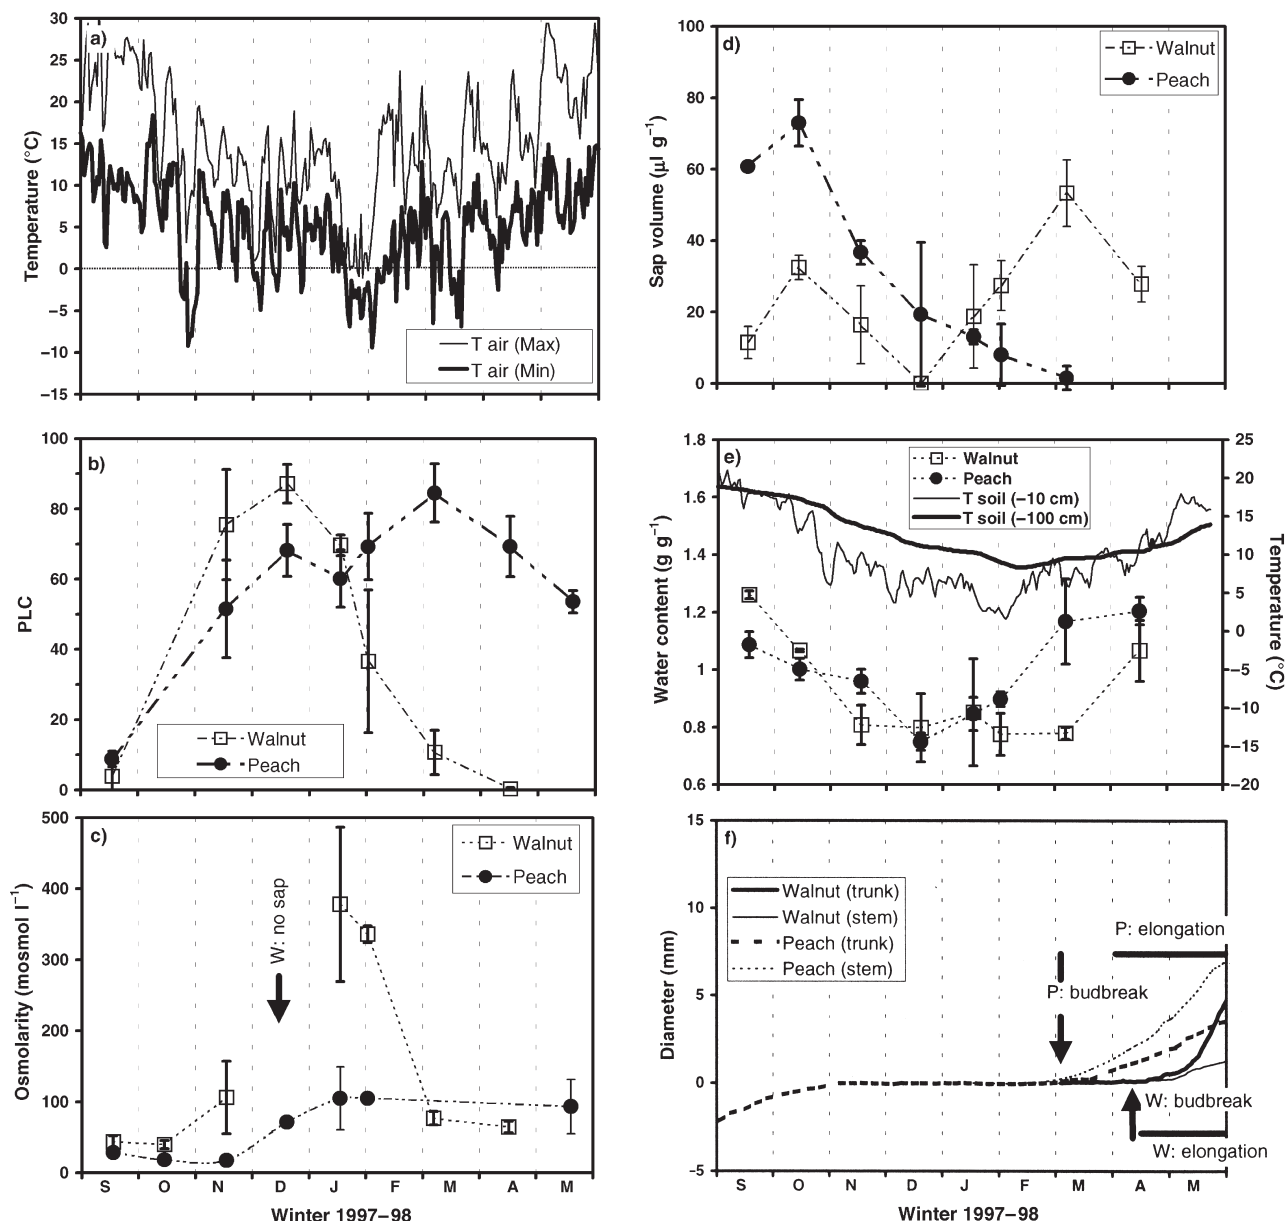 a)
30
25
20
15
10
5
0
−5
−10
−15
Temperature (°C)
T air (Max)
T air (Min)
b)
100
80
60
40
20
0
PLC
Walnut
Peach
c)
500
400
300
200
100
0
Osmolarity (mosmol l⁻¹)
Walnut
Peach
W: no sap
S O N D J F M A M
Winter 1997−98
d)
100
80
60
40
20
0
Sap volume (µl g⁻¹)
Walnut
Peach
e)
1.8
1.6
1.4
1.2
1
0.8
0.6
Water content (g g⁻¹)
Walnut
Peach
T soil (−10 cm)
T soil (−100 cm)
25
20
15
10
5
0
−5
−10
−15
−20
Temperature (°C)
f)
15
10
5
0
-5
Diameter (mm)
Walnut (trunk)
Walnut (stem)
Peach (trunk)
Peach (stem)
P: elongation
P: budbreak
W: budbreak
W: elongation
S O N D J F M A M
Winter 1997−98